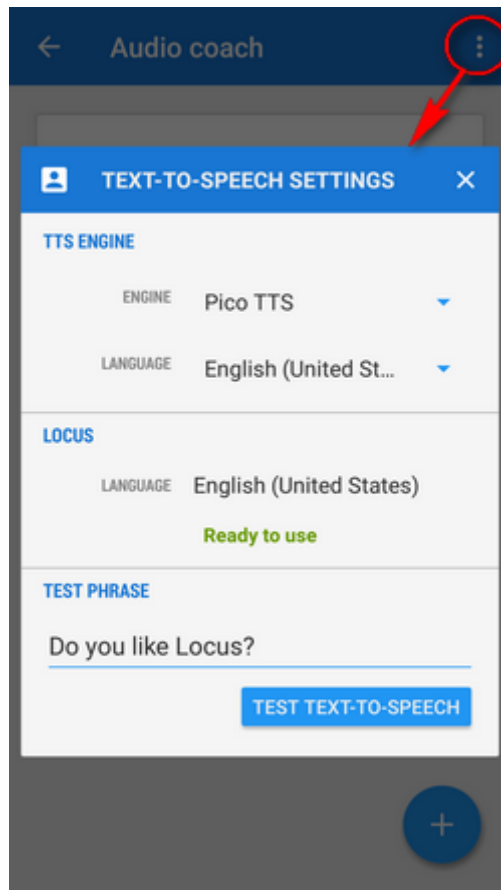 Audio coach
TEXT-TO-SPEECH SETTINGS
TTS ENGINE
ENGINE Pico TTS
LANGUAGE English (United St...
LOCUS
LANGUAGE English (United States)
Ready to use
TEST PHRASE
Do you like Locus?
TEST TEXT-TO-SPEECH